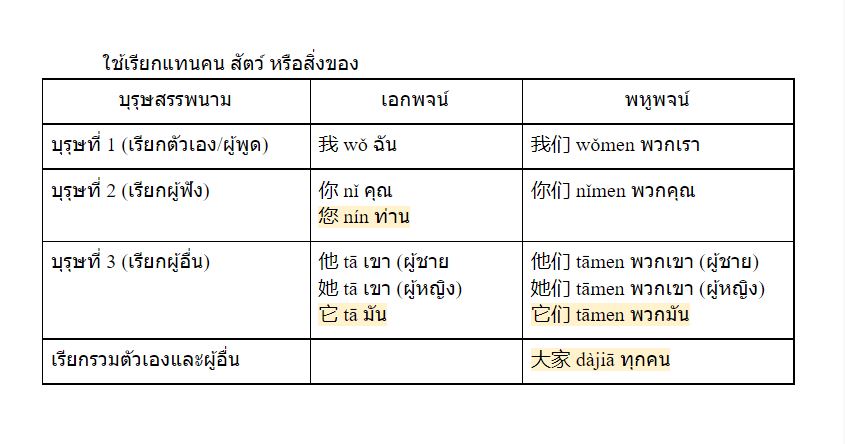 ใช้เรียกแทนคน สัตว์ หรือสิ่งของ
บุรุษสรรพนาม เอกพจน์ พหูพจน์
บุรุษที่ 1 (เรียกตัวเอง/ผู้พูด) 我 wǒ ฉัน 我们 wǒmen พวกเรา
บุรุษที่ 2 (เรียกผู้ฟัง) 你 nǐ คุณ 你们 nǐmen พวกคุณ
您 nín ท่าน
บุรุษที่ 3 (เรียกผู้อื่น) 他 tā เขา (ผู้ชาย 他们 tāmen พวกเขา (ผู้ชาย)
她 tā เขา (ผู้หญิง) 她们 tāmen พวกเขา (ผู้หญิง)
它 tā มัน 它们 tāmen พวกมัน
เรียกรวมตัวเองและผู้อื่น 大家 dàjiā ทุกคน